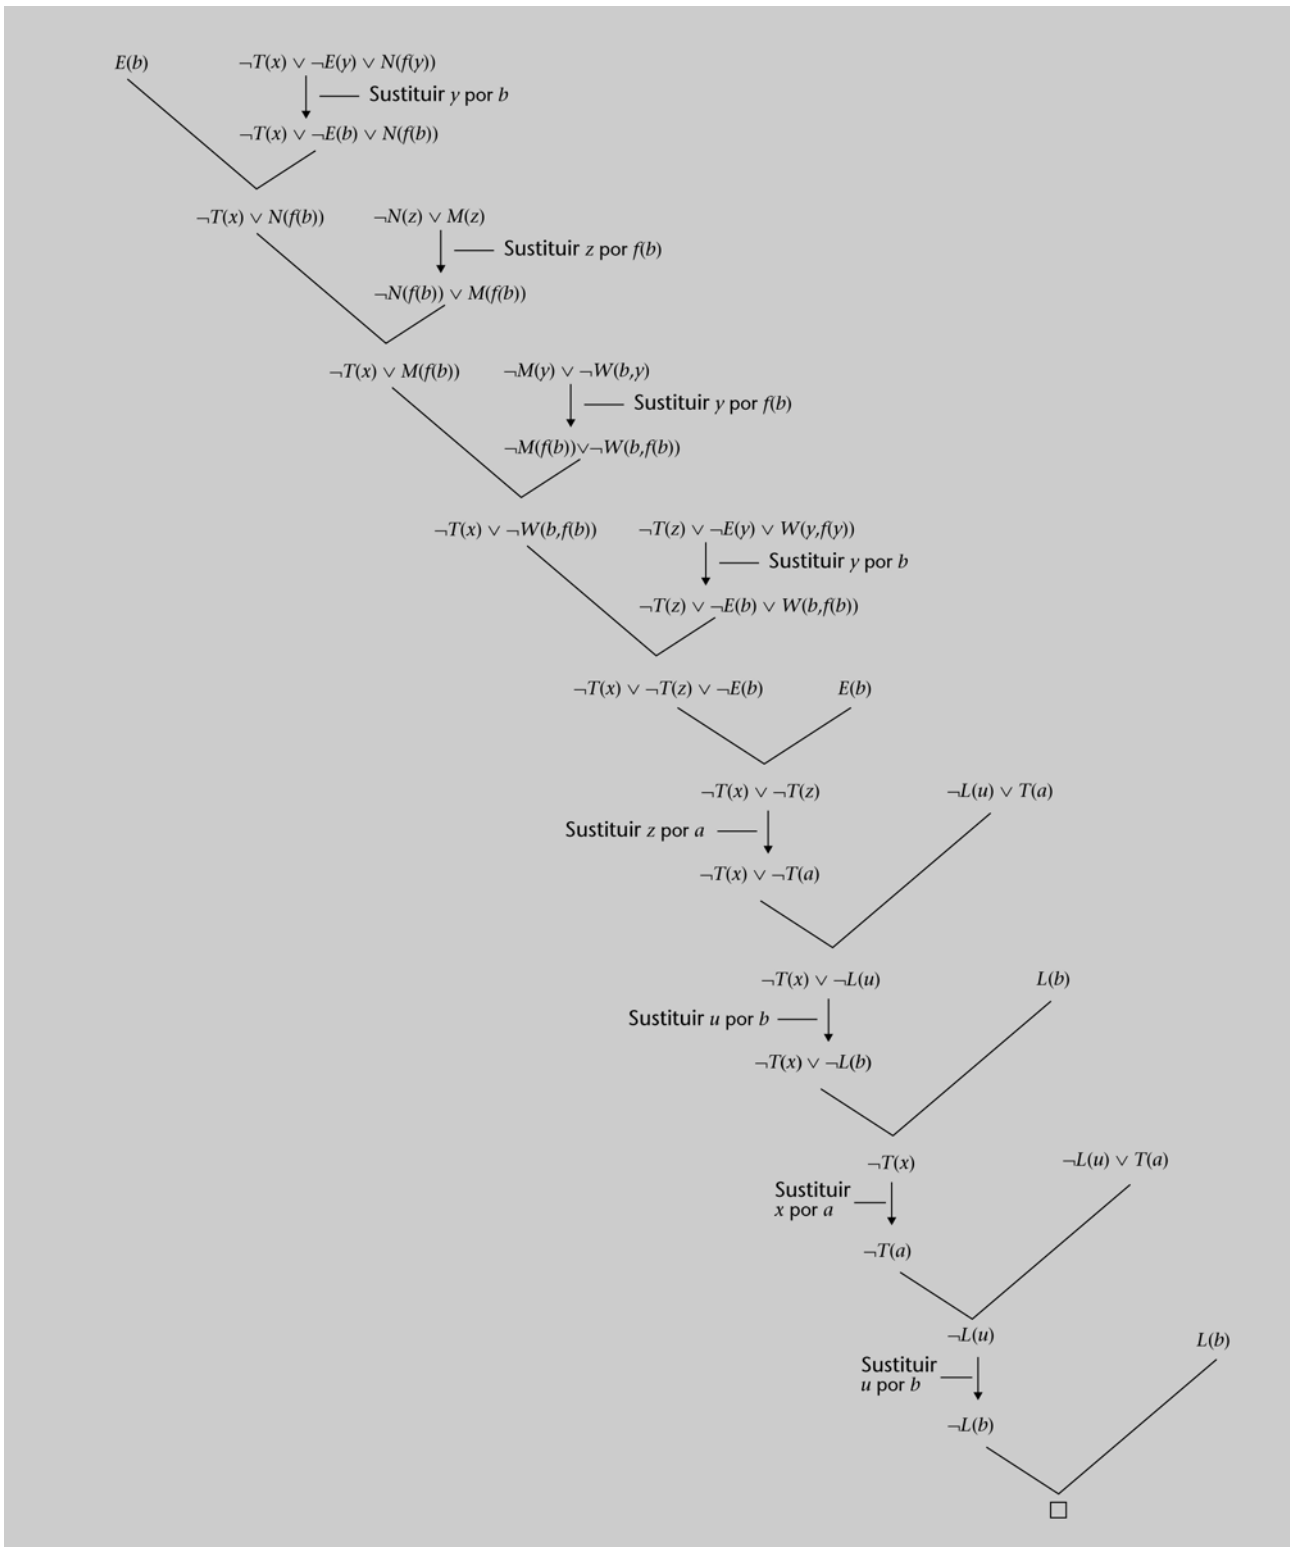 E(b) ¬T(x) ∨ ¬E(y) ∨ N(f(y))
Sustituir y por b
¬T(x) ∨ ¬E(b) ∨ N(f(b))
¬T(x) ∨ N(f(b)) ¬N(z) ∨ M(z)
Sustituir z por f(b)
¬N(f(b)) ∨ M(f(b))
¬T(x) ∨ M(f(b)) ¬M(y) ∨ ¬W(b,y)
Sustituir y por f(b)
¬M(f(b))∨¬W(b,f(b))
¬T(x) ∨ ¬W(b,f(b)) ¬T(z) ∨ ¬E(y) ∨ W(y,f(y))
Sustituir y por b
¬T(z) ∨ ¬E(b) ∨ W(b,f(b))
¬T(x) ∨ ¬T(z) ∨ ¬E(b) E(b)
¬T(x) ∨ ¬T(z) ¬L(u) ∨ T(a)
Sustituir z por a
¬T(x) ∨ ¬T(a)
¬T(x) ∨ ¬L(u) L(b)
Sustituir u por b
¬T(x) ∨ ¬L(b)
¬T(x) ¬L(u) ∨ T(a)
Sustituir
x por a
¬T(a)
¬L(u) L(b)
Sustituir
u por b
¬L(b)
□